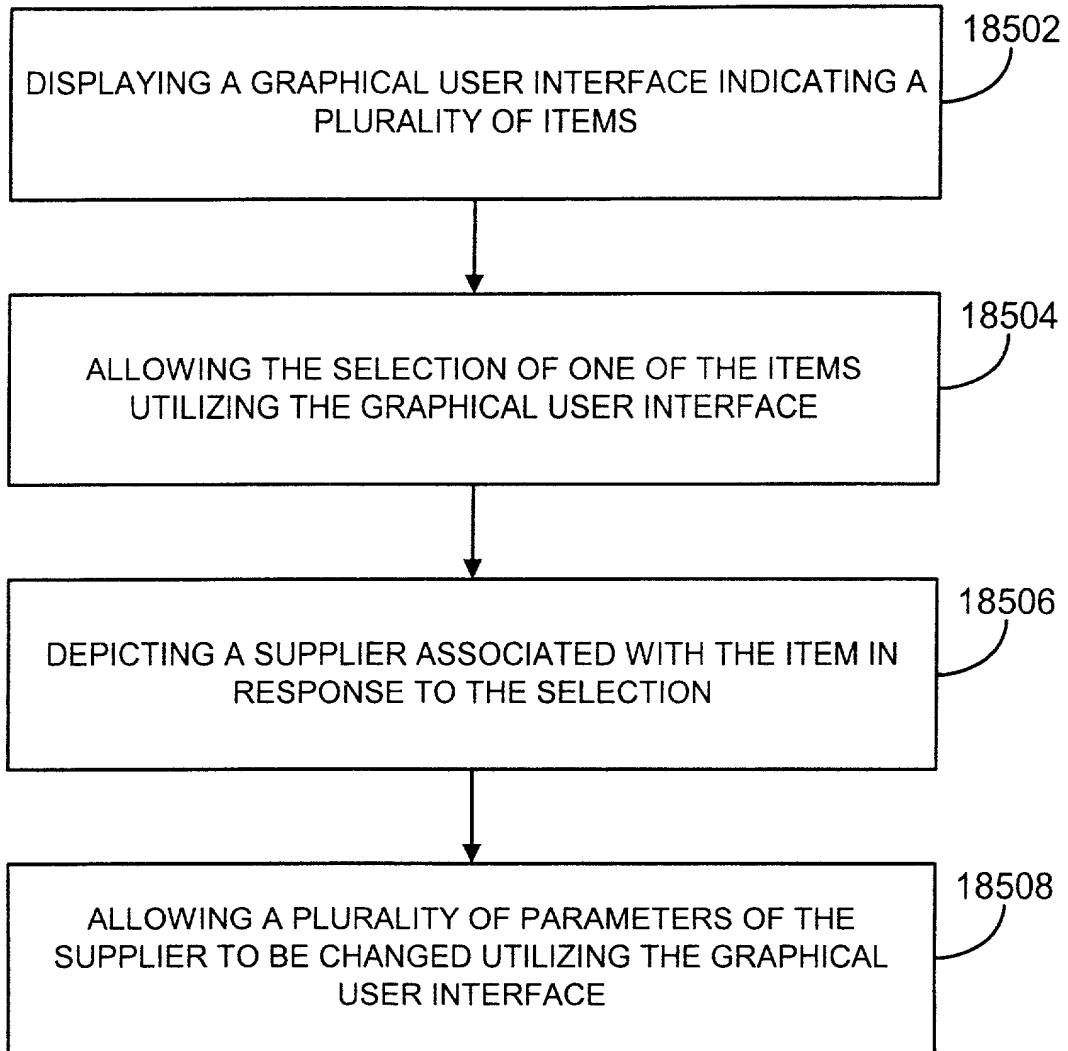 18502
DISPLAYING A GRAPHICAL USER INTERFACE INDICATING A
PLURALITY OF ITEMS
18504
ALLOWING THE SELECTION OF ONE OF THE ITEMS
UTILIZING THE GRAPHICAL USER INTERFACE
18506
DEPICTING A SUPPLIER ASSOCIATED WITH THE ITEM IN
RESPONSE TO THE SELECTION
18508
ALLOWING A PLURALITY OF PARAMETERS OF THE
SUPPLIER TO BE CHANGED UTILIZING THE GRAPHICAL
USER INTERFACE